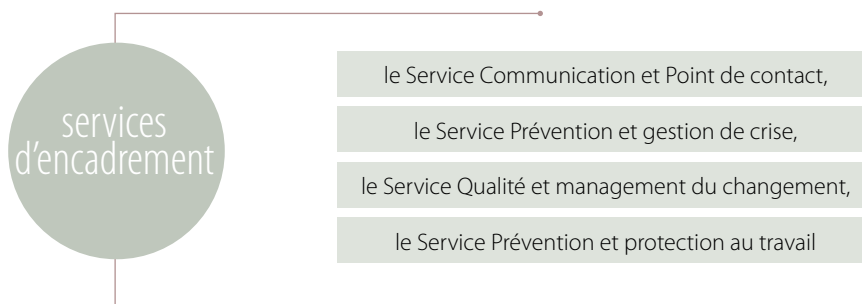 services
d'encadrement
le Service Communication et Point de contact,
le Service Prévention et gestion de crise,
le Service Qualité et management du changement,
le Service Prévention et protection au travail